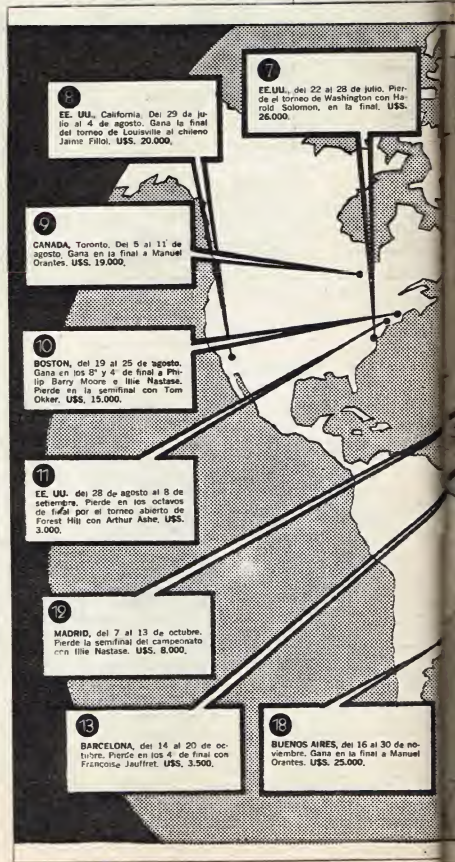 7
EE.UU., del 22 al 28 de julio. Pier-
de el torneo de Washington con Ha-
rold Solomon, en la final. U$S.
26.000.
8
EE. UU., California. Del 29 de ju-
lio al 4 de agosto. Gana la final
del torneo de Louisville al chileno
Jaime Fillol. U$S. 20.000.
9
CANADA, Toronto. Del 5 al 11 de
agosto. Gana en la final a Manuel
Orantes. U$S. 19.000.
10
BOSTON, del 19 al 25 de agosto.
Gana en los 8º y 4º de final a Phi-
lip Barry Moore e Ilie Nastase.
Pierde en la semifinal con Tom
Okker. U$S. 15.000.
11
EE. UU. del 28 de agosto al 8 de
setiembre. Pierde en los octavos
de final por el torneo abierto de
Forest Hill con Arthur Ashe. U$S.
3.000.
12
MADRID, del 7 al 13 de octubre.
Pierde la semifinal del campeonato
con Illie Nastase. U$S. 8.000.
13
BARCELONA, del 14 al 20 de oc-
tubre. Pierde en los 4º de final con
Françoise Jauffret. U$S. 3.500.
18
BUENOS AIRES, del 16 al 30 de no-
viembre. Gana en la final a Manuel
Orantes. U$S. 25.000.